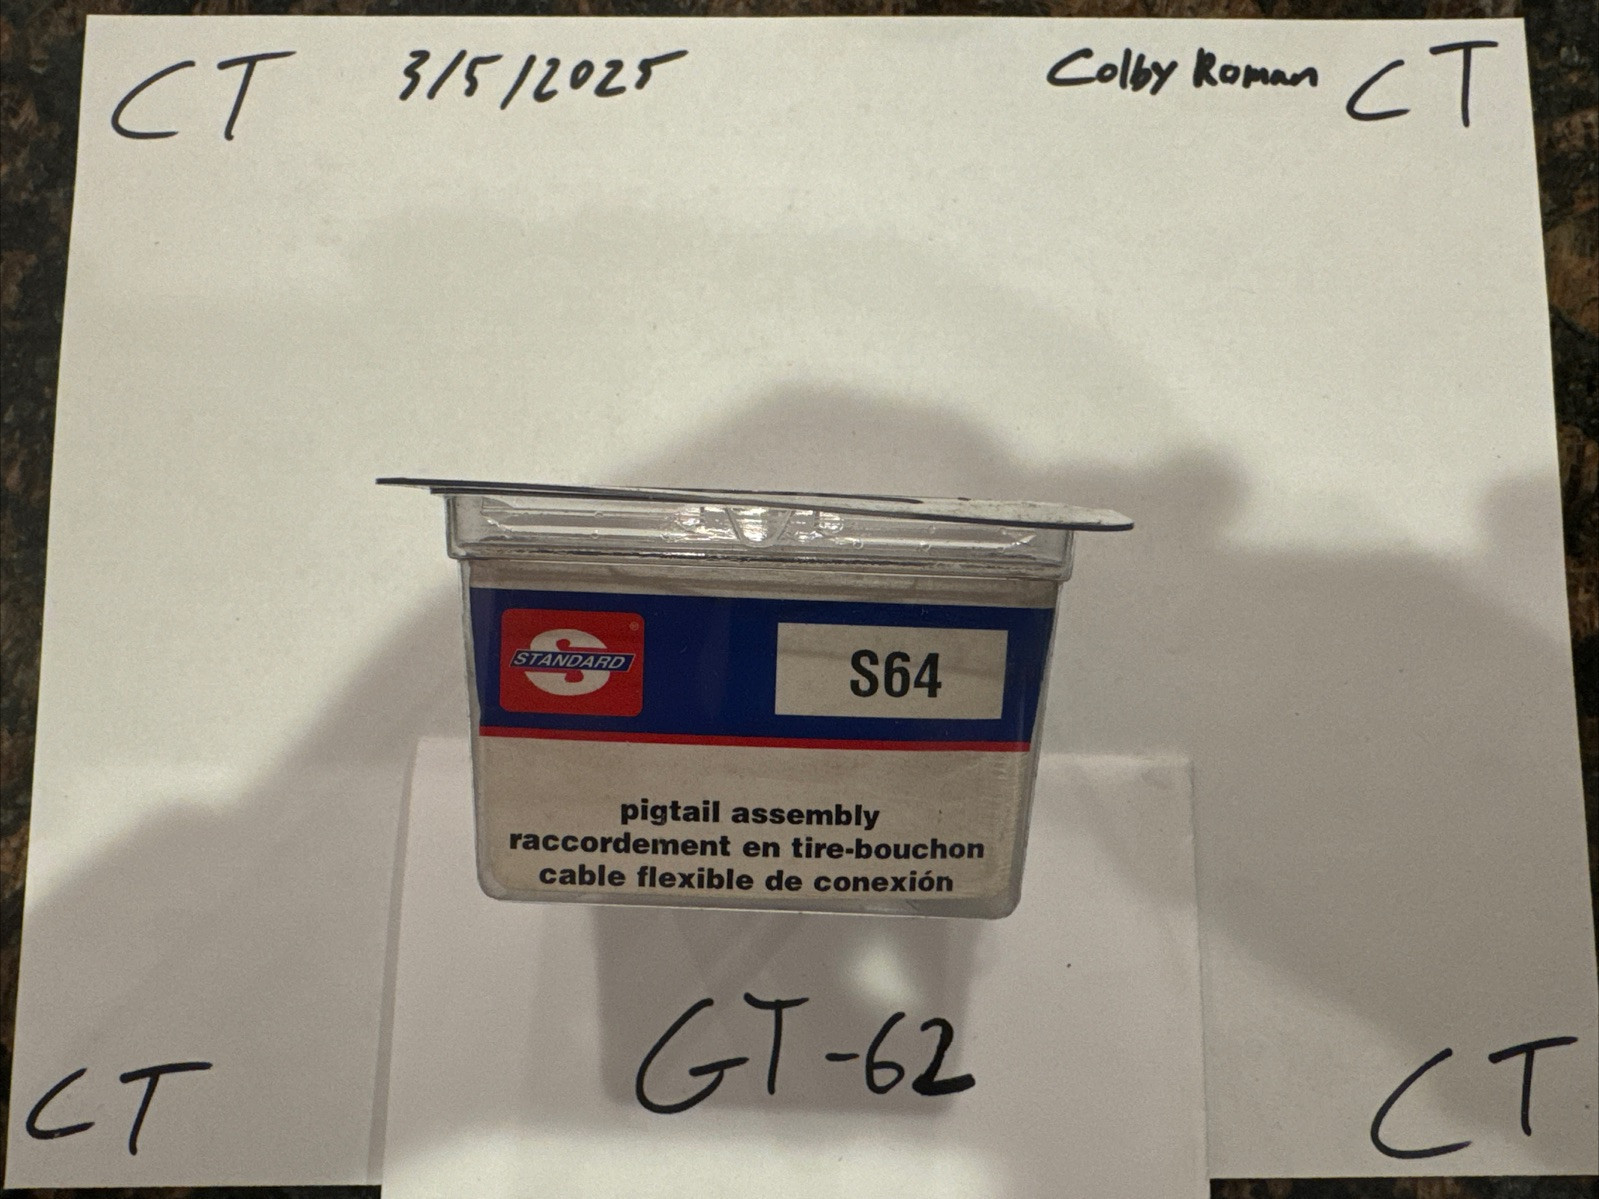 CT 3/5/2025 Colby Roman CT
STANDARD ®
S64
pigtail assembly
raccordement en tire-bouchon
cable flexible de conexión
GT-62
CT CT